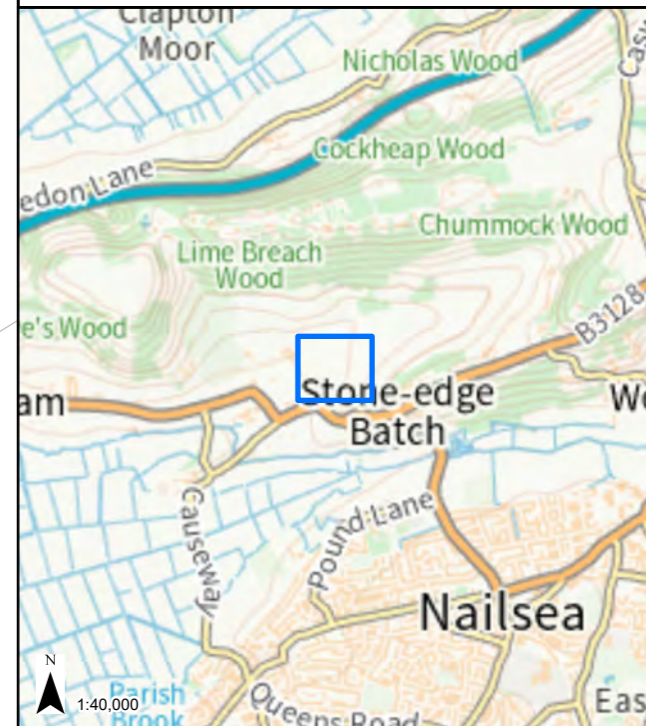 Clapton
Moor
Nicholas Wood
Cockheap Wood
edon Lane
Chummock Wood
Lime Breach
Wood
e's Wood
B3128
am
Stone-edge
Batch
We
Causeway
Pound Lane
Nailsea
N
1:40,000
Parish
Brook
Queens Road
Eas